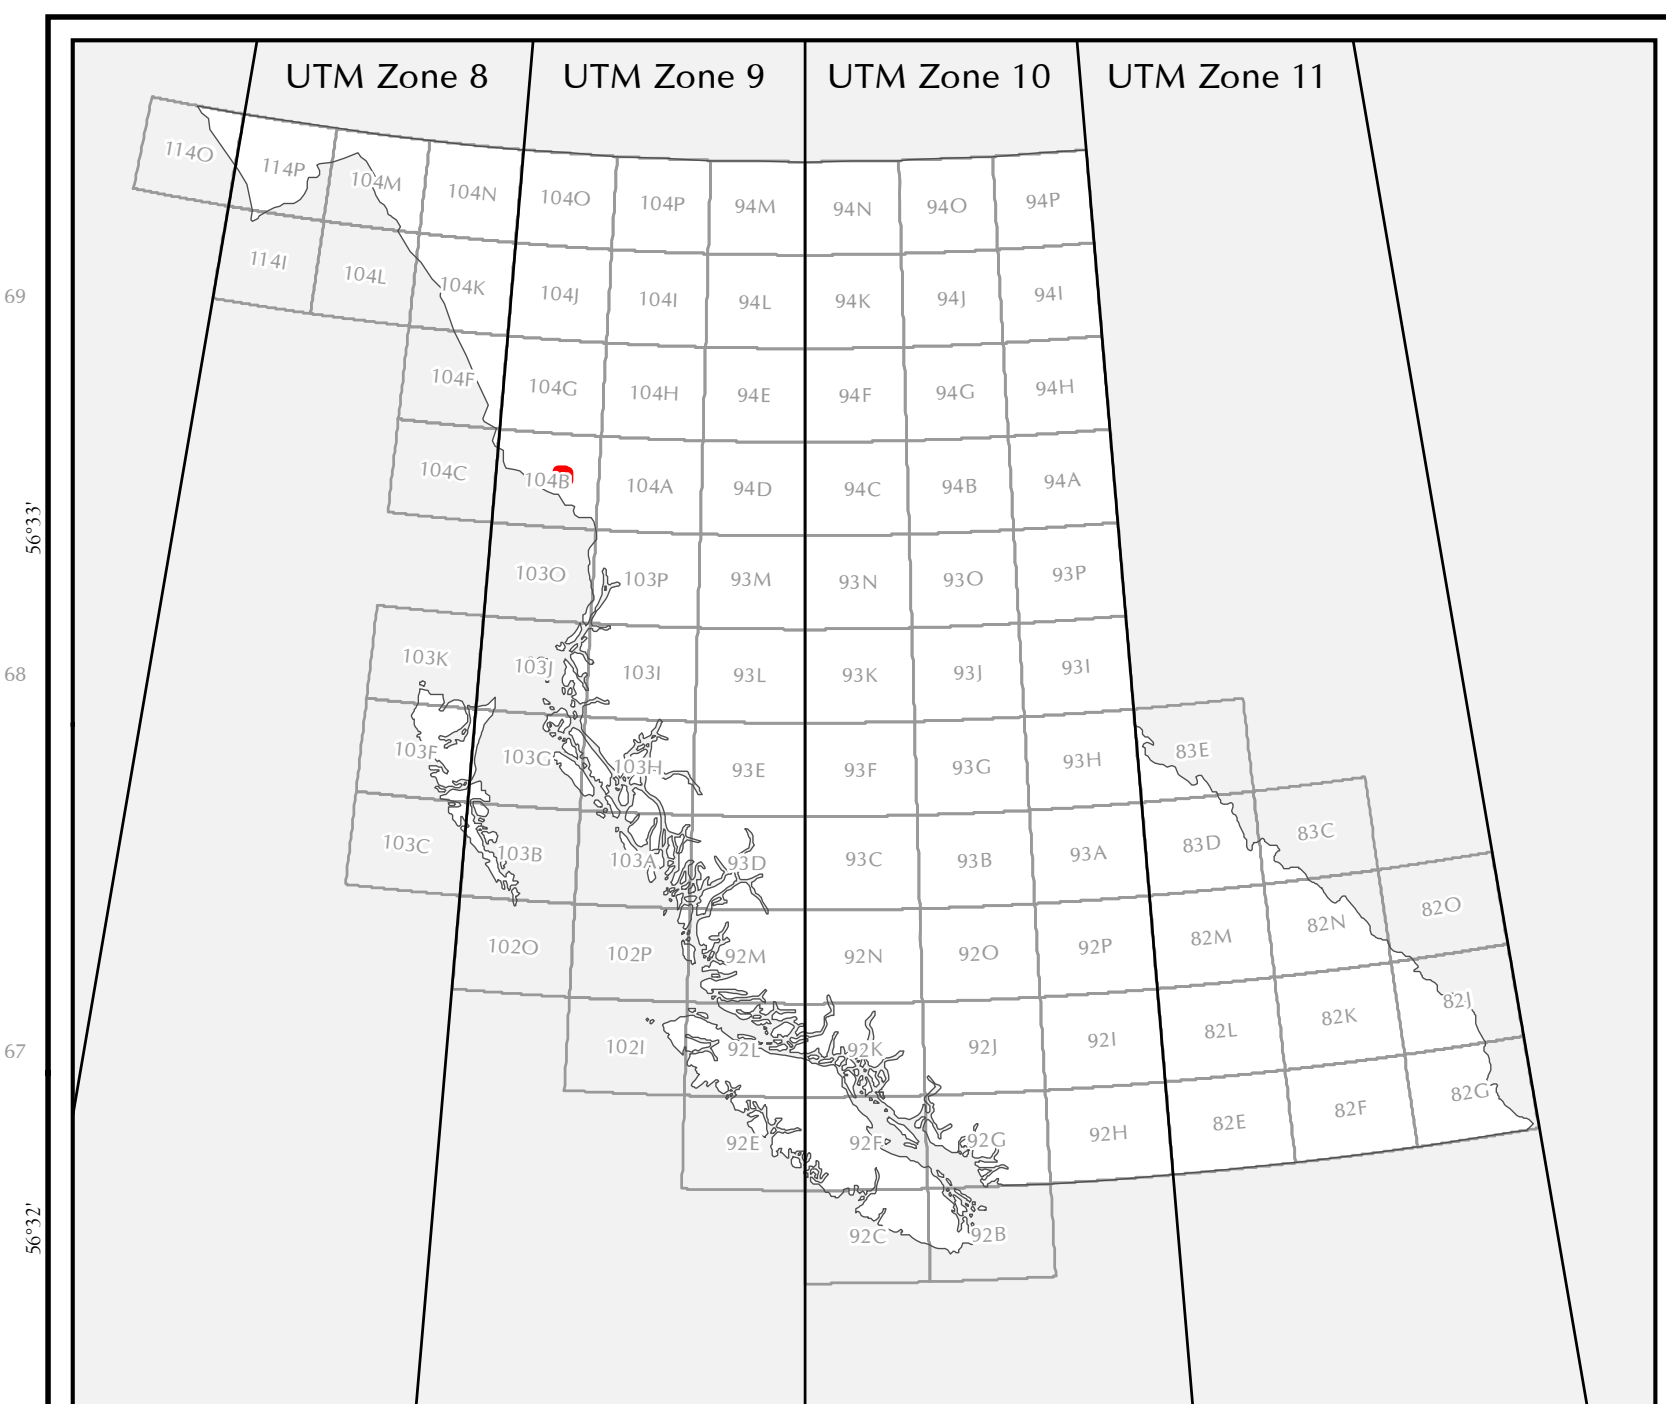 UTM Zone 8 UTM Zone 9 UTM Zone 10 UTM Zone 11
114O 114P 104M 104N 104O 104P 94M 94N 94O 94P
114I 104L 104K 104J 104I 94L 94K 94J 94I
69
104F 104G 104H 94E 94F 94G 94H
104C 104B 104A 94D 94C 94B 94A
56°33'
103O 103P 93M 93N 93O 93P
103K 103J 103I 93L 93K 93J 93I
68
103F 103G 103H 93E 93F 93G 93H 83E
103C 103B 103A 93D 93C 93B 93A 83D 83C
102O 102P 92M 92N 92O 92P 82M 82N 82O
102I 92L 92K 92J 92I 82L 82K 82J
67
92E 92F 92G 92H 82E 82F 82G
56°32'
92C 92B